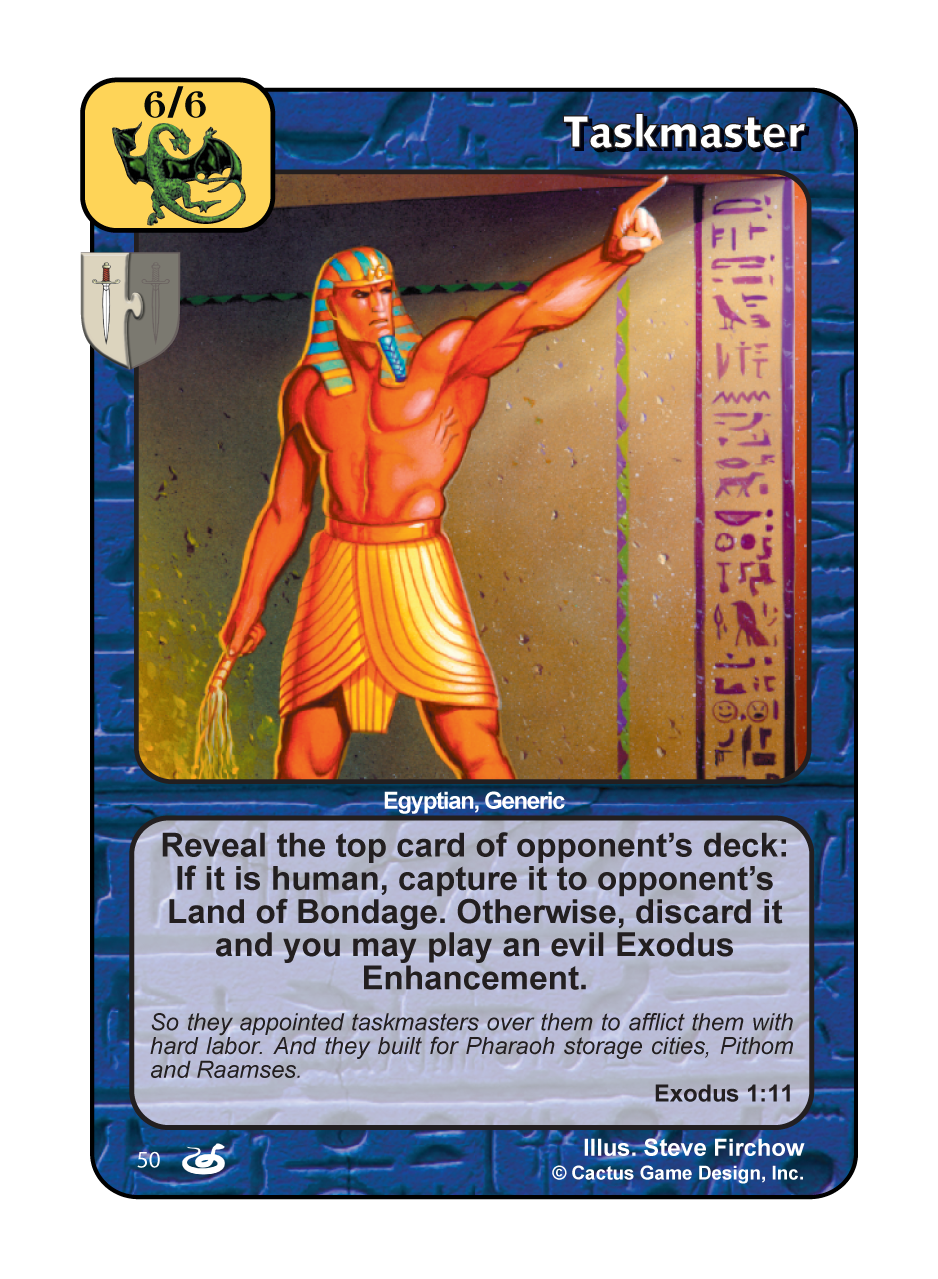 6/6
Taskmaster
Egyptian, Generic
Reveal the top card of opponent’s deck:
If it is human, capture it to opponent’s
Land of Bondage. Otherwise, discard it
and you may play an evil Exodus
Enhancement.
So they appointed taskmasters over them to afflict them with
hard labor. And they built for Pharaoh storage cities, Pithom
and Raamses.
Exodus 1:11
50
Illus. Steve Firchow
© Cactus Game Design, Inc.